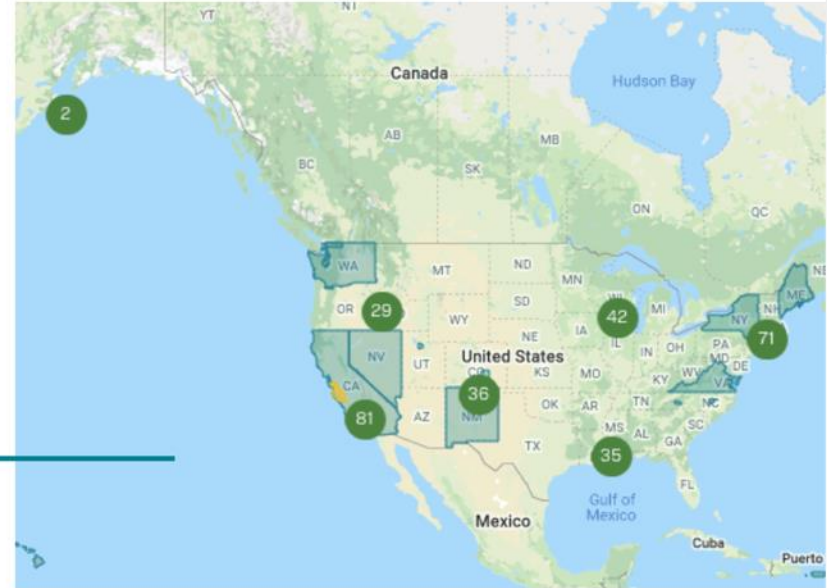 YT
NT
Canada
Hudson Bay
2
AB
MB
BC
SK
ON
QC
WA
MT
ND
MN
ME
OR
29
SD
WI
42
MI
NY
NH
71
WY
IA
IL
IN
OH
PA
MD
DE
NE
NV
UT
United States
CO
KS
MO
KY
WV
VA
CA
81
AZ
36
NM
OK
AR
TN
NC
SC
MS
AL
GA
TX
35
FL
Gulf of
Mexico
Mexico
Cuba
Puerto